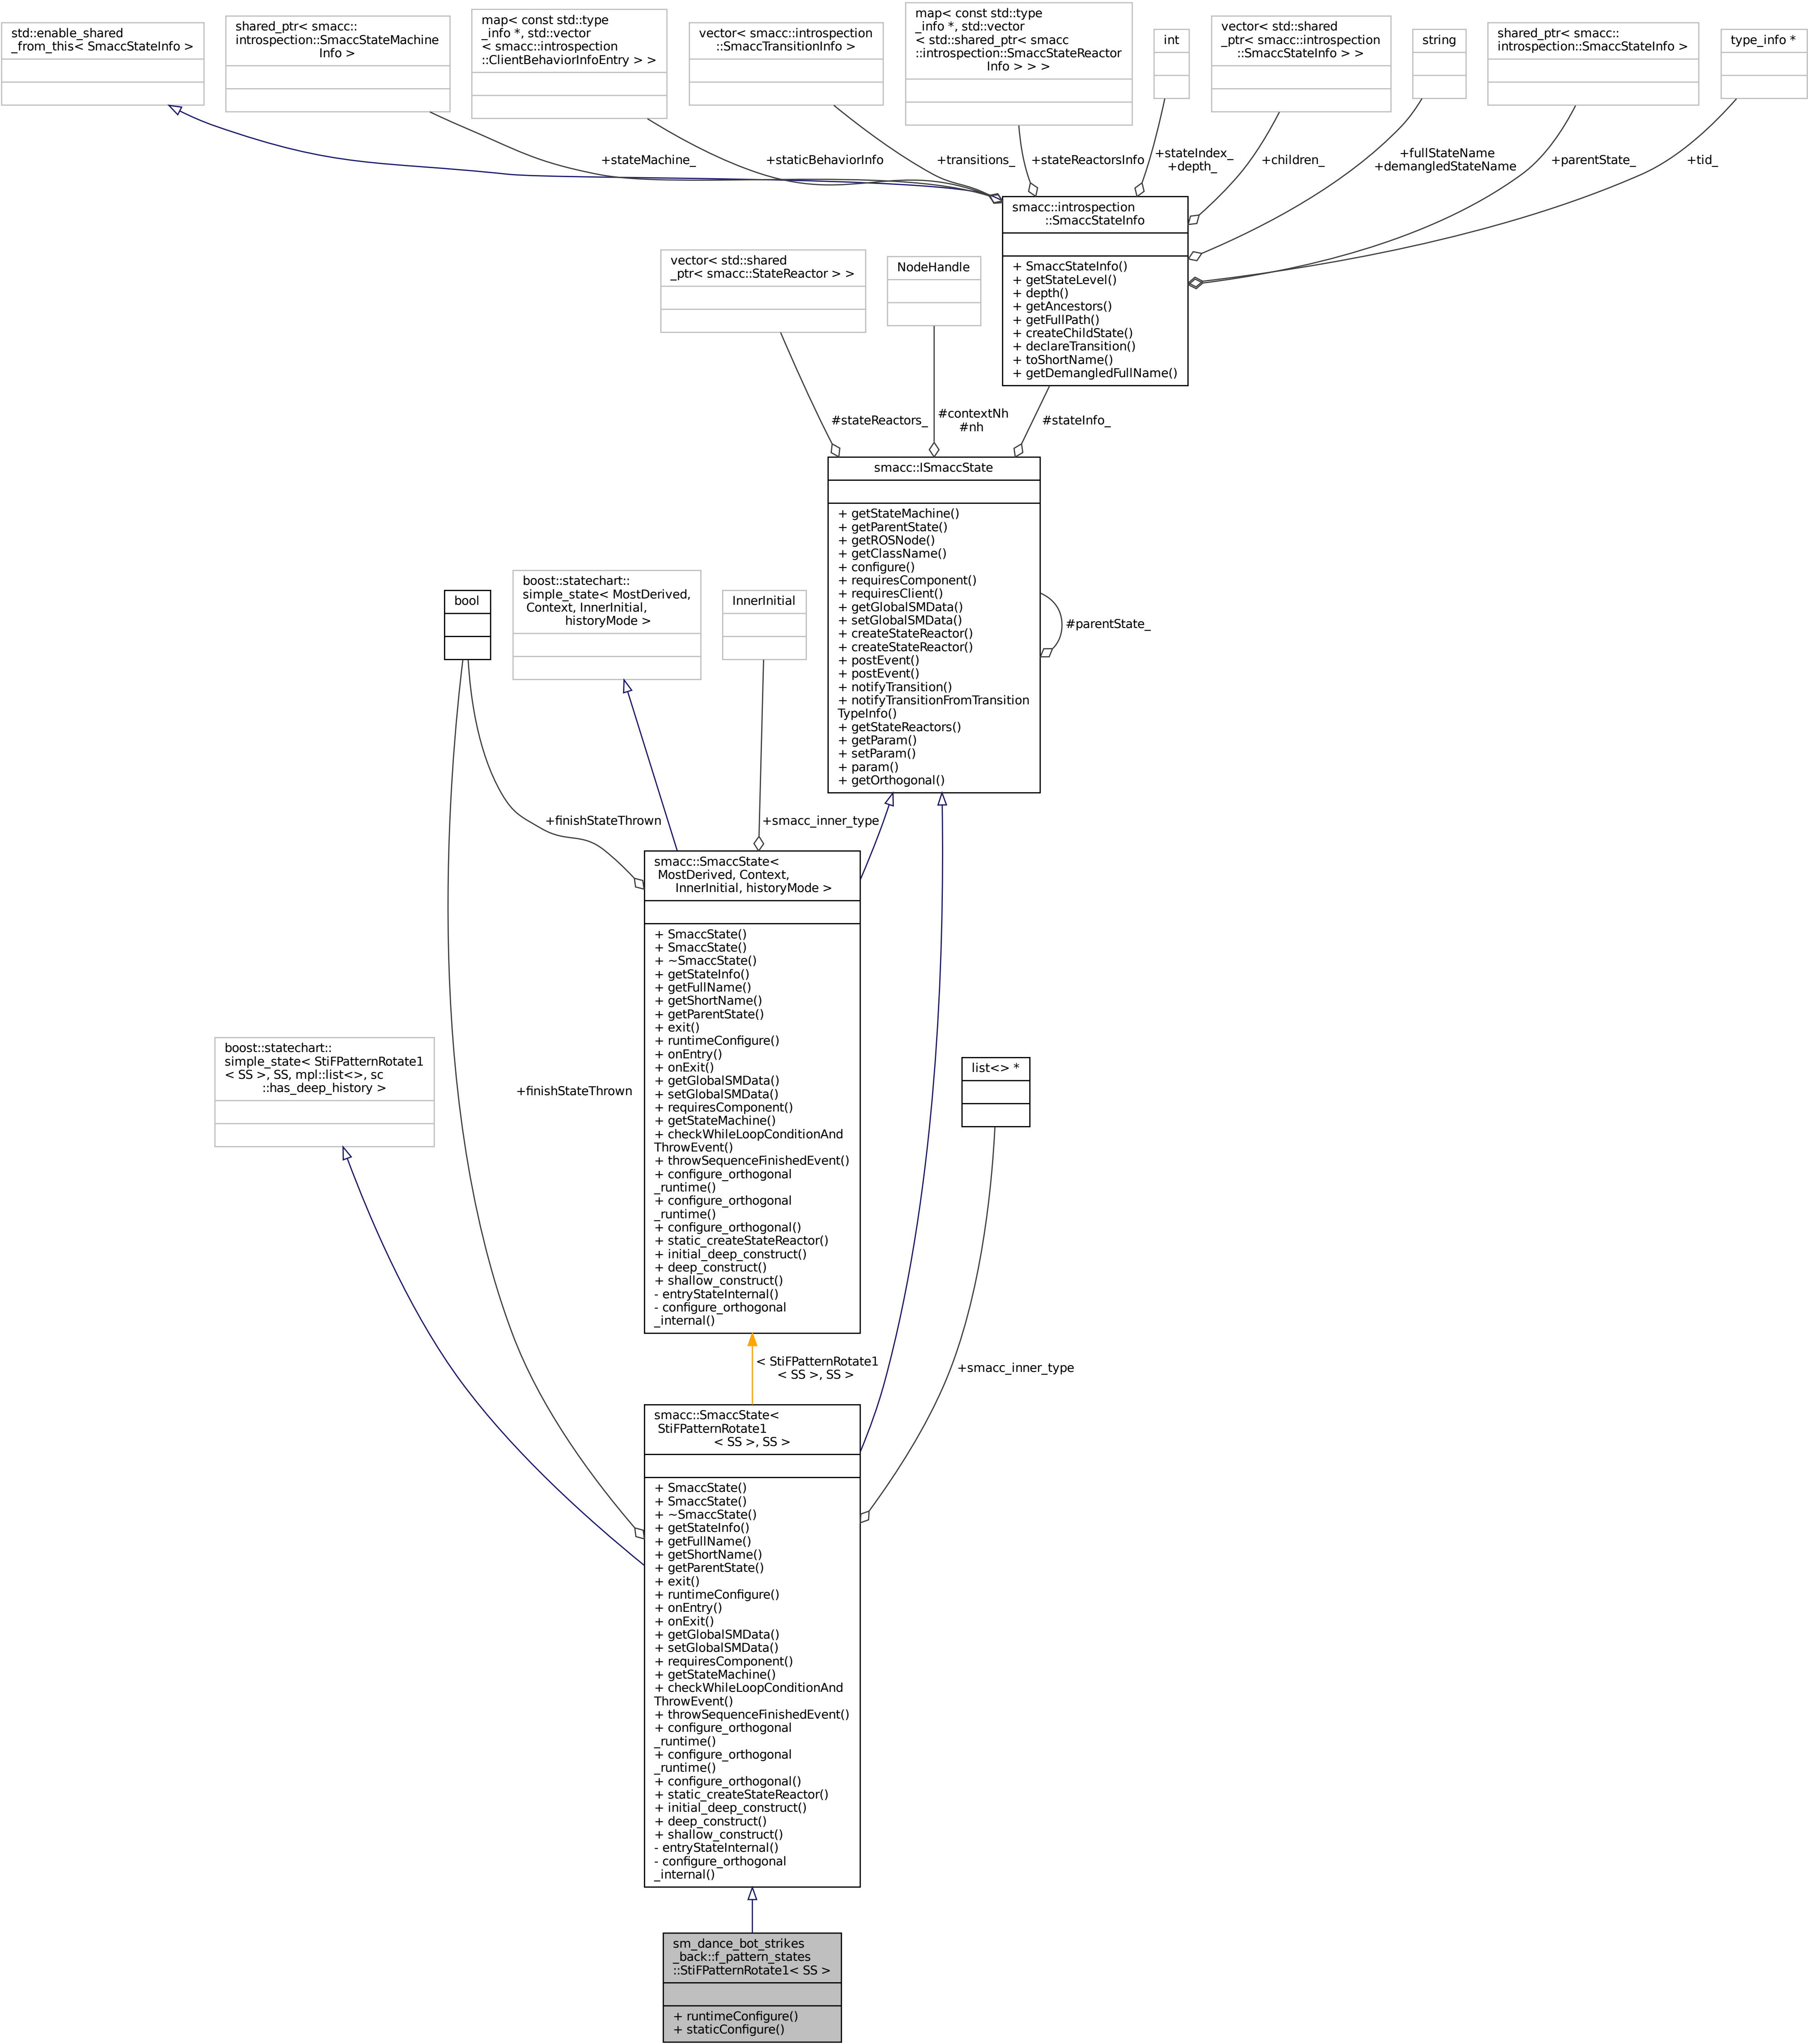 std::enable_shared
_from_this< SmaccStateInfo >
shared_ptr< smacc::
introspection::SmaccStateMachine
Info >
map< const std::type
_info *, std::vector
< smacc::introspection
::ClientBehaviorInfoEntry > >
vector< smacc::introspection
::SmaccTransitionInfo >
map< const std::type
_info *, std::vector
< std::shared_ptr< smacc
::introspection::SmaccStateReactor
Info > > >
int
vector< std::shared
_ptr< smacc::introspection
::SmaccStateInfo > >
string
shared_ptr< smacc::
introspection::SmaccStateInfo >
type_info *
+stateMachine_
+staticBehaviorInfo
+transitions_
+stateReactorsInfo
+stateIndex_
+depth_
+children_
+fullStateName
+demangledStateName
+parentState_
+tid_
smacc::introspection
::SmaccStateInfo
+ SmaccStateInfo()
+ getStateLevel()
+ depth()
+ getAncestors()
+ getFullPath()
+ createChildState()
+ declareTransition()
+ toShortName()
+ getDemangledFullName()
vector< std::shared
_ptr< smacc::StateReactor > >
NodeHandle
#stateReactors_
#contextNh
#nh
#stateInfo_
smacc::ISmaccState
+ getStateMachine()
+ getParentState()
+ getROSNode()
+ getClassName()
+ configure()
+ requiresComponent()
+ requiresClient()
+ getGlobalSMData()
+ setGlobalSMData()
+ createStateReactor()
+ createStateReactor()
+ postEvent()
+ postEvent()
+ notifyTransition()
+ notifyTransitionFromTransition
TypeInfo()
+ getStateReactors()
+ getParam()
+ setParam()
+ param()
+ getOrthogonal()
#parentState_
bool
boost::statechart::
simple_state< MostDerived,
Context, InnerInitial,
historyMode >
InnerInitial
+finishStateThrown
+smacc_inner_type
smacc::SmaccState<
MostDerived, Context,
InnerInitial, historyMode >
+ SmaccState()
+ SmaccState()
+ ~SmaccState()
+ getStateInfo()
+ getFullName()
+ getShortName()
+ getParentState()
+ exit()
+ runtimeConfigure()
+ onEntry()
+ onExit()
+ getGlobalSMData()
+ setGlobalSMData()
+ requiresComponent()
+ getStateMachine()
+ checkWhileLoopConditionAnd
ThrowEvent()
+ throwSequenceFinishedEvent()
+ configure_orthogonal
_runtime()
+ configure_orthogonal
_runtime()
+ configure_orthogonal()
+ static_createStateReactor()
+ initial_deep_construct()
+ deep_construct()
+ shallow_construct()
- entryStateInternal()
- configure_orthogonal
_internal()
boost::statechart::
simple_state< StiFPatternRotate1
< SS >, SS, mpl::list<>, sc
::has_deep_history >
+finishStateThrown
list<> *
< StiFPatternRotate1
< SS >, SS >
+smacc_inner_type
smacc::SmaccState<
StiFPatternRotate1
< SS >, SS >
+ SmaccState()
+ SmaccState()
+ ~SmaccState()
+ getStateInfo()
+ getFullName()
+ getShortName()
+ getParentState()
+ exit()
+ runtimeConfigure()
+ onEntry()
+ onExit()
+ getGlobalSMData()
+ setGlobalSMData()
+ requiresComponent()
+ getStateMachine()
+ checkWhileLoopConditionAnd
ThrowEvent()
+ throwSequenceFinishedEvent()
+ configure_orthogonal
_runtime()
+ configure_orthogonal
_runtime()
+ configure_orthogonal()
+ static_createStateReactor()
+ initial_deep_construct()
+ deep_construct()
+ shallow_construct()
- entryStateInternal()
- configure_orthogonal
_internal()
sm_dance_bot_strikes
_back::f_pattern_states
::StiFPatternRotate1< SS >
+ runtimeConfigure()
+ staticConfigure()